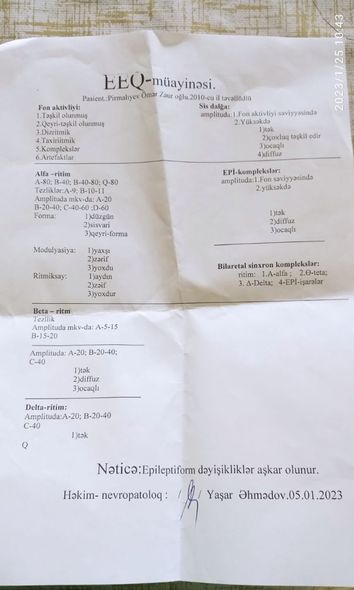 2023/1/25 10:43
EEQ-müayinəsi.
Pasient.:Pirməliyev Ömər Zaur oğlu.2010-cu il təvəllüdlü
Fon aktivliyi:
1.Təşkil olunmuş
2.Qeyri-təşkil olunmuş
3.Dizritmik
4.Taxiritmik
5.Komplekslər
6.Artefaktlar
Sis dalğa:
amplituda:1.Fon aktivliyi səviyyəsində
2.Yüksəkdə
1)tək
2)çoxluq təşkil edir
3)ocaqlı
4)diffuz
Alfa –ritm
A-80; B-40; B-40-80; Q-80
Tezliklər:A-9; B-10-11
Amplituda mkv-da: A-20
B-20-40; C-40-60 ;D-60
Forma: 1)düzgün
2)sisvari
3)qeyri-forma
Modulyasiya: 1)yaxşı
2)zərif
3)yoxdu
Ritmiksay: 1)aydın
2)zəif
3)yoxdur
EPİ-komplekslər:
amplituda:1.Fon səviyyəsində
2.yüksəkdə
1)tək
2)diffuz
3)ocaqlı
Bilaretal sinxron komplekslər:
ritim: 1.A-alfa ; 2.Ɵ-teta;
3. Δ-Delta; 4-EPİ-işarələr
Beta – ritm
Tezlik
Amplituda mkv-da: A-5-15
B-15-20
Amplituda: A-20; B-20-40;
C-40
1)tək
2)diffuz
3)ocaqlı
Delta-ritim:
Amplituda:A-20; B-20-40
C-40
1)tək
Q
Nəticə:Epileptiform dəyişikliklər aşkar olunur.
Həkim- nevropatoloq : / / Yaşar Əhmədov.05.01.2023